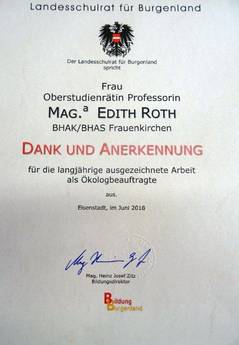 Landesschulrat für Burgenland
Der Landesschulrat für Burgenland
spricht
Frau
Oberstudienrätin Professorin
MAG.ª EDITH ROTH
BHAK/BHAS Frauenkirchen
DANK UND ANERKENNUNG
für die langjährige ausgezeichnete Arbeit
als Ökologbeauftragte
aus.
Eisenstadt, im Juni 2016
Mag. Heinz Josef Zitz
Bildungsdirektor
Bildung
Burgenland